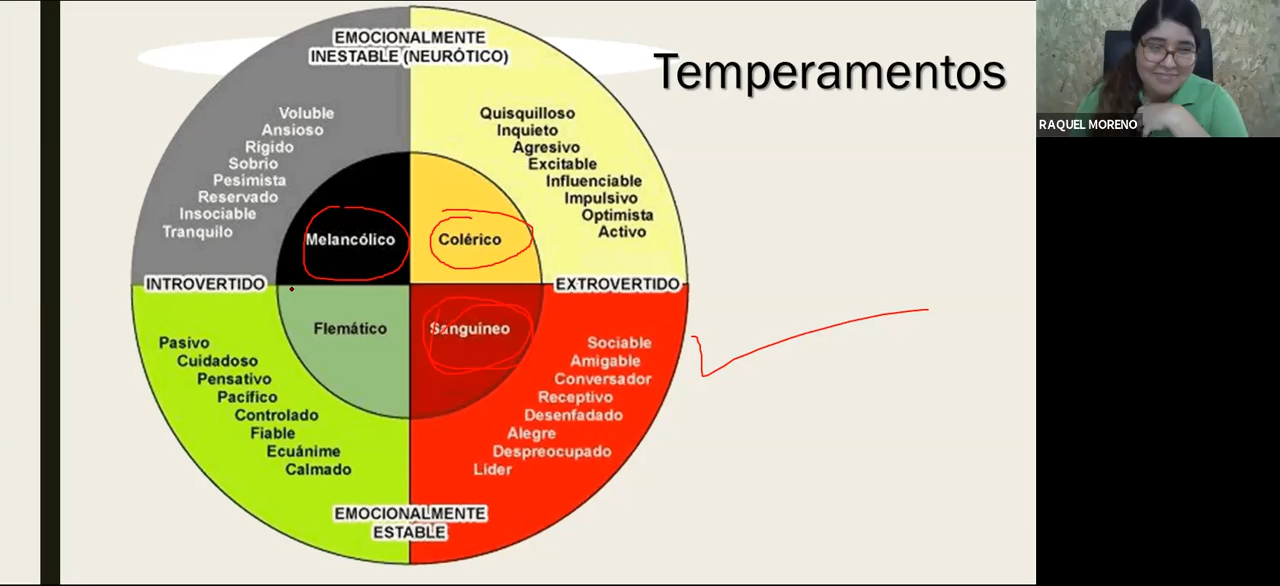 Temperamentos
RAQUEL MORENO
EMOCIONALMENTE
INESTABLE (NEURÓTICO)
Voluble
Ansioso
Rígido
Sobrio
Pesimista
Reservado
Insociable
Tranquilo
Quisquilloso
Inquieto
Agresivo
Excitable
Influenciable
Impulsivo
Optimista
Activo
Melancólico
Colérico
INTROVERTIDO
EXTROVERTIDO
Flemático
Sanguíneo
Pasivo
Cuidadoso
Pensativo
Pacífico
Controlado
Fiable
Ecuánime
Calmado
Sociable
Amigable
Conversador
Receptivo
Desenfadado
Alegre
Despreocupado
Líder
EMOCIONALMENTE
ESTABLE